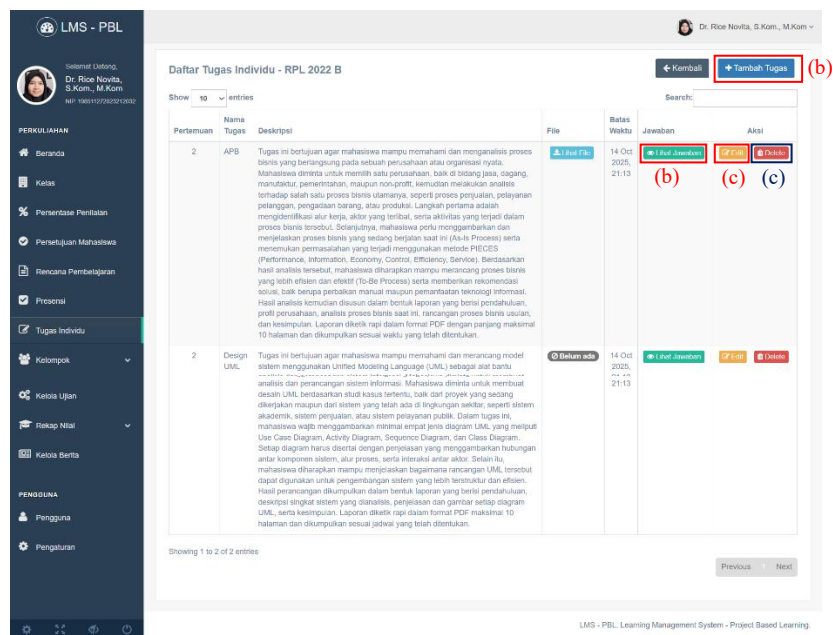 LMS - PBL
Dr. Rice Novita, S.Kom., M.Kom
Selamat Datang,
Dr. Rice Novita,
S.Kom., M.Kom
PERKULIAHAN
Beranda
Kelas
Persentase Penilaian
Persetujuan Mahasiswa
Rencana Pembelajaran
Presensi
Tugas Individu
Kelompok
Kelola Ujian
Rekap Nilai
Kelola Berita
PENGGUNA
Pengguna
Pengaturan
Daftar Tugas Individu - RPL 2022 B
Kembali
Tambah Tugas
(b)
Show 10 entries
Search:
Pertemuan
Nama
Tugas
Deskripsi
File
Batas
Waktu
Jawaban
Aksi
2
APB
Tugas ini bertujuan agar mahasiswa mampu memahami dan menganalisis proses
bisnis yang berlangsung pada sebuah perusahaan atau organisasi nyata.
Mahasiswa diminta untuk memilih satu perusahaan, baik di bidang jasa, dagang,
manufaktur, pemerintahan, maupun non-profit, kemudian melakukan analisis
terhadap salah satu proses bisnis utamanya, seperti proses penjualan, pelayanan
pelanggan, pengadaan barang, atau produksi. Langkah pertama adalah
mengidentifikasi alur kerja, aktor yang terlibat, serta aktivitas yang terjadi dalam
proses bisnis tersebut. Selanjutnya, mahasiswa perlu menggambarkan dan
menjelaskan proses bisnis yang sedang berjalan saat ini (As-Is Process) serta
menemukan permasalahan yang terjadi menggunakan metode PIECES
(Performance, Information, Economy, Control, Efficiency, Service). Berdasarkan
hasil analisis tersebut, mahasiswa diharapkan mampu merancang proses bisnis
yang lebih efisien dan efektif (To-Be Process) serta memberikan rekomendasi
solusi, baik berupa perbaikan manual maupun pemanfaatan teknologi informasi.
Hasil analisis kemudian disusun dalam bentuk laporan yang berisi pendahuluan,
profil perusahaan, analisis proses bisnis saat ini, rancangan proses bisnis usulan,
dan kesimpulan. Laporan diketik rapi dalam format PDF dengan panjang maksimal
10 halaman dan dikumpulkan sesuai waktu yang telah ditentukan.
Lihat File
14 Oct
2025,
21:13
Lihat Jawaban
Edit
Delete
(b)
(c)
(c)
2
Design
UML
Tugas ini bertujuan agar mahasiswa mampu memahami dan merancang model
sistem menggunakan Unified Modeling Language (UML) sebagai alat bantu
analisis dan perancangan sistem informasi. Mahasiswa diminta untuk membuat
desain UML berdasarkan studi kasus tertentu, baik dari proyek yang sedang
dikerjakan maupun dari sistem yang telah ada di lingkungan sekitar, seperti sistem
akademik, sistem penjualan, atau sistem pelayanan publik. Dalam tugas ini,
mahasiswa wajib menggambarkan minimal empat jenis diagram UML yang meliputi
Use Case Diagram, Activity Diagram, Sequence Diagram, dan Class Diagram.
Setiap diagram harus disertai dengan penjelasan yang menggambarkan hubungan
antar komponen sistem, alur proses, serta interaksi antar aktor. Selain itu,
mahasiswa diharapkan mampu menjelaskan bagaimana rancangan UML tersebut
dapat digunakan untuk pengembangan sistem yang lebih terstruktur dan efisien.
Hasil perancangan dikumpulkan dalam bentuk laporan yang berisi pendahuluan,
deskripsi singkat sistem yang dianalisis, penjelasan dan gambar setiap diagram
UML, serta kesimpulan. Laporan diketik rapi dalam format PDF maksimal 10
halaman dan dikumpulkan sesuai jadwal yang telah ditentukan.
Belum ada
14 Oct
2025,
21:13
Lihat Jawaban
Edit
Delete
Showing 1 to 2 of 2 entries
Previous 1 Next
LMS - PBL. Learning Management System - Project Based Learning.